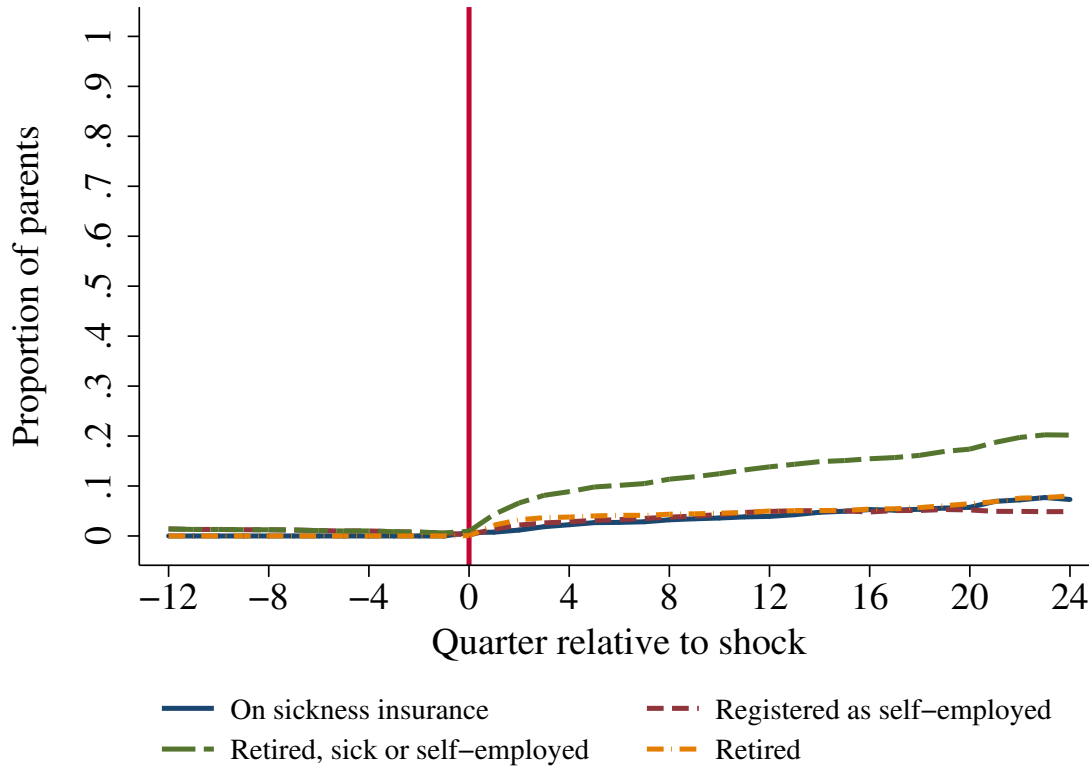 1
.9
.8
.7
.6
.5
.4
.3
.2
.1
0
Proportion of parents
−12 −8 −4 0 4 8 12 16 20 24
Quarter relative to shock
On sickness insurance Registered as self−employed
Retired, sick or self−employed Retired